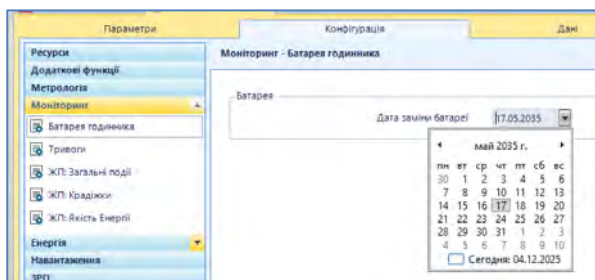 Параметри
Конфігурація
Дані
Ресурси
Додаткові функції
Метрологія
Моніторинг
Батарея годинника
Тривоги
ЖП: Загальні події
ЖП: Крадіжки
ЖП: Якість Енергії
Енергія
Навантаження
ЗРП
Моніторинг - Батарея годинника
Батарея
Дата заміни батареї 17.05.2035
май 2035 г.
пн вт ср чт пт сб вс
30 1 2 3 4 5 6
7 8 9 10 11 12 13
14 15 16 17 18 19 20
21 22 23 24 25 26 27
28 29 30 31 1 2 3
4 5 6 7 8 9 10
Сегодня: 04.12.2025